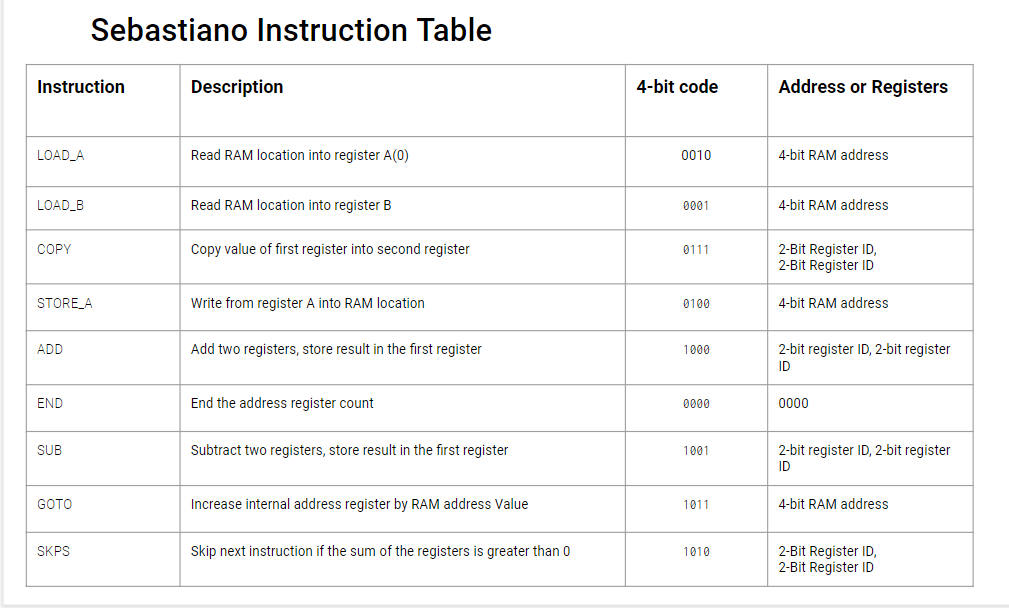 Sebastiano Instruction Table
Instruction Description 4-bit code Address or Registers
LOAD_A Read RAM location into register A(0) 0010 4-bit RAM address
LOAD_B Read RAM location into register B 0001 4-bit RAM address
COPY Copy value of first register into second register 0111 2-Bit Register ID,
2-Bit Register ID
STORE_A Write from register A into RAM location 0100 4-bit RAM address
ADD Add two registers, store result in the first register 1000 2-bit register ID, 2-bit register
ID
END End the address register count 0000 0000
SUB Subtract two registers, store result in the first register 1001 2-bit register ID, 2-bit register
ID
GOTO Increase internal address register by RAM address Value 1011 4-bit RAM address
SKPS Skip next instruction if the sum of the registers is greater than 0 1010 2-Bit Register ID,
2-Bit Register ID